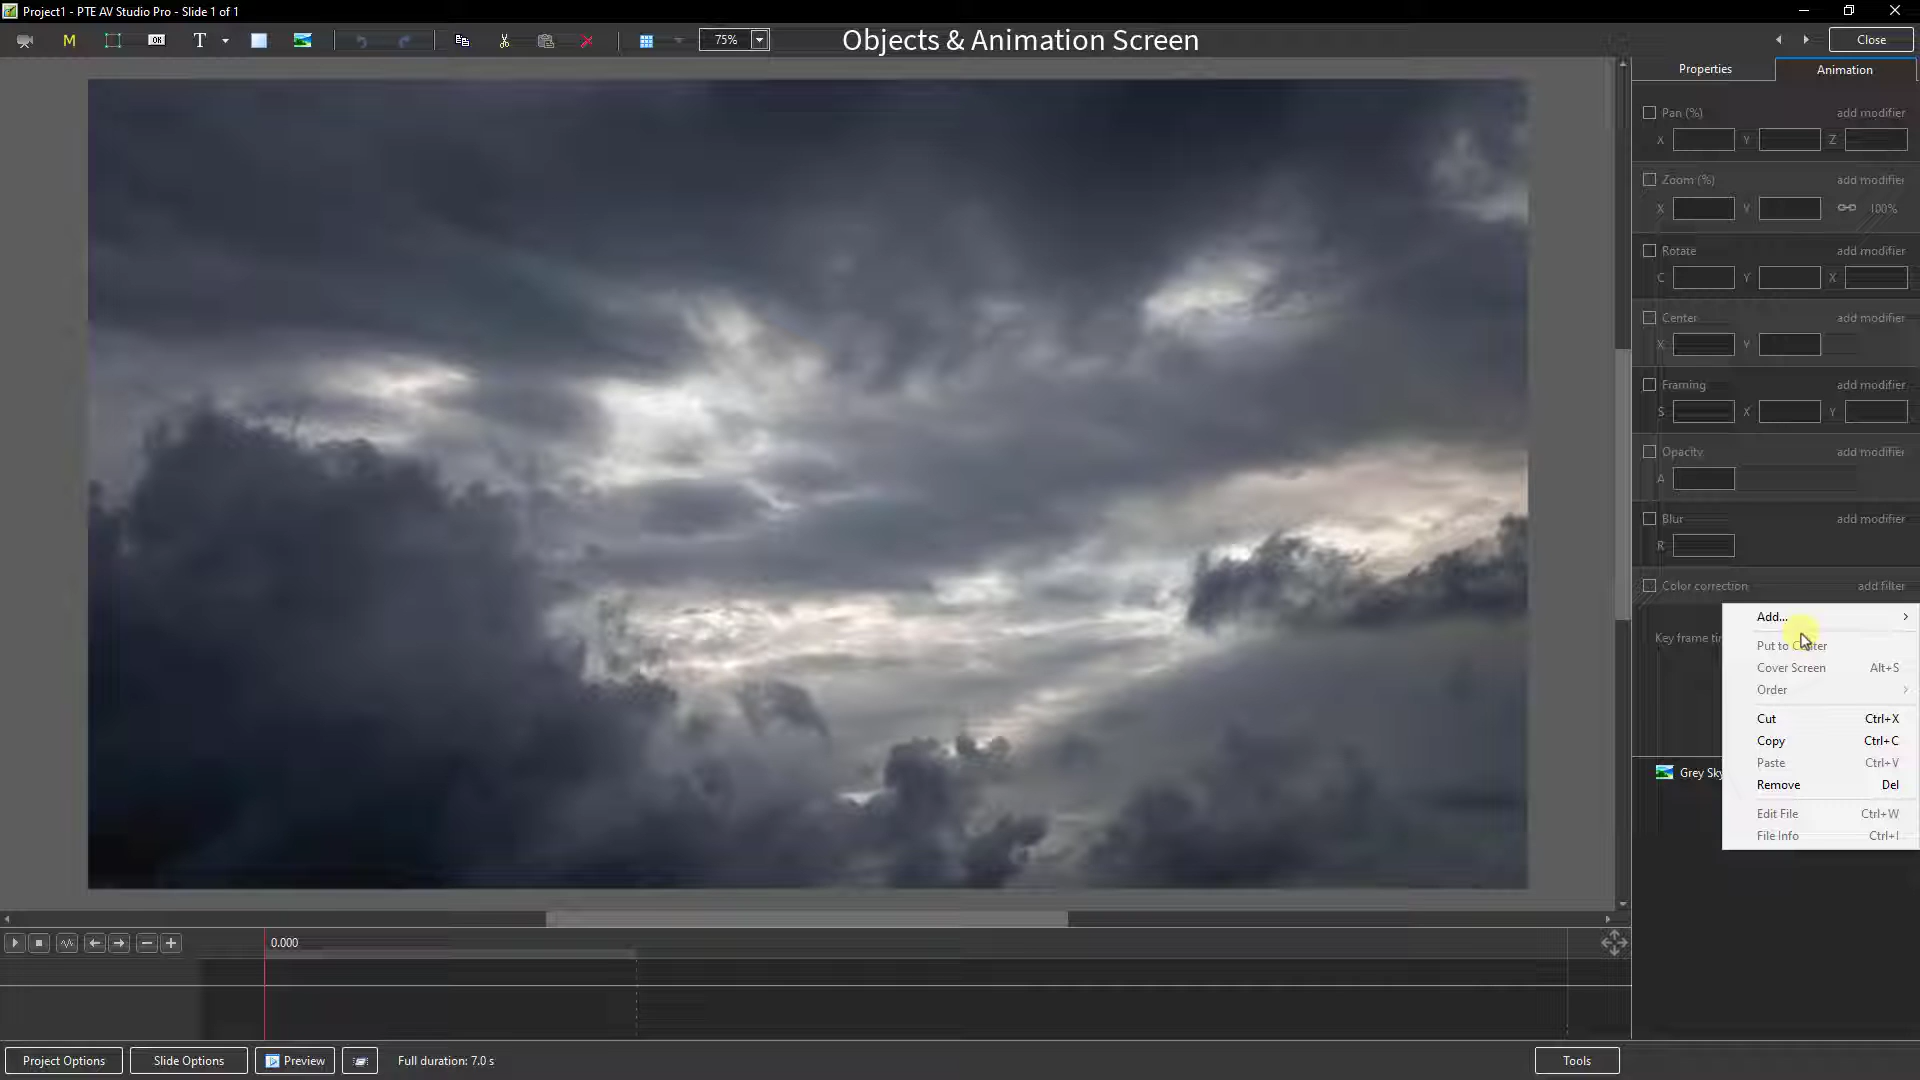 Project1 - PTE AV Studio Pro - Slide 1 of 1
M
OK
T
75%
Objects & Animation Screen
Close
Properties
Animation
Pan (%)
add modifier
X
Y
Z
Zoom (%)
add modifier
X
Y
100%
Rotate
add modifier
C
Y
X
Center
add modifier
X
Y
Framing
add modifier
S
X
Y
Opacity
add modifier
A
Blur
add modifier
R
Color correction
add filter
Key frame
Add...
Put to Center
Cover Screen Alt+S
Order
Cut Ctrl+X
Copy Ctrl+C
Paste Ctrl+V
Remove Del
Edit File Ctrl+W
File Info Ctrl+I
Grey Sky
0.000
Project Options
Slide Options
Preview
Full duration: 7.0 s
Tools